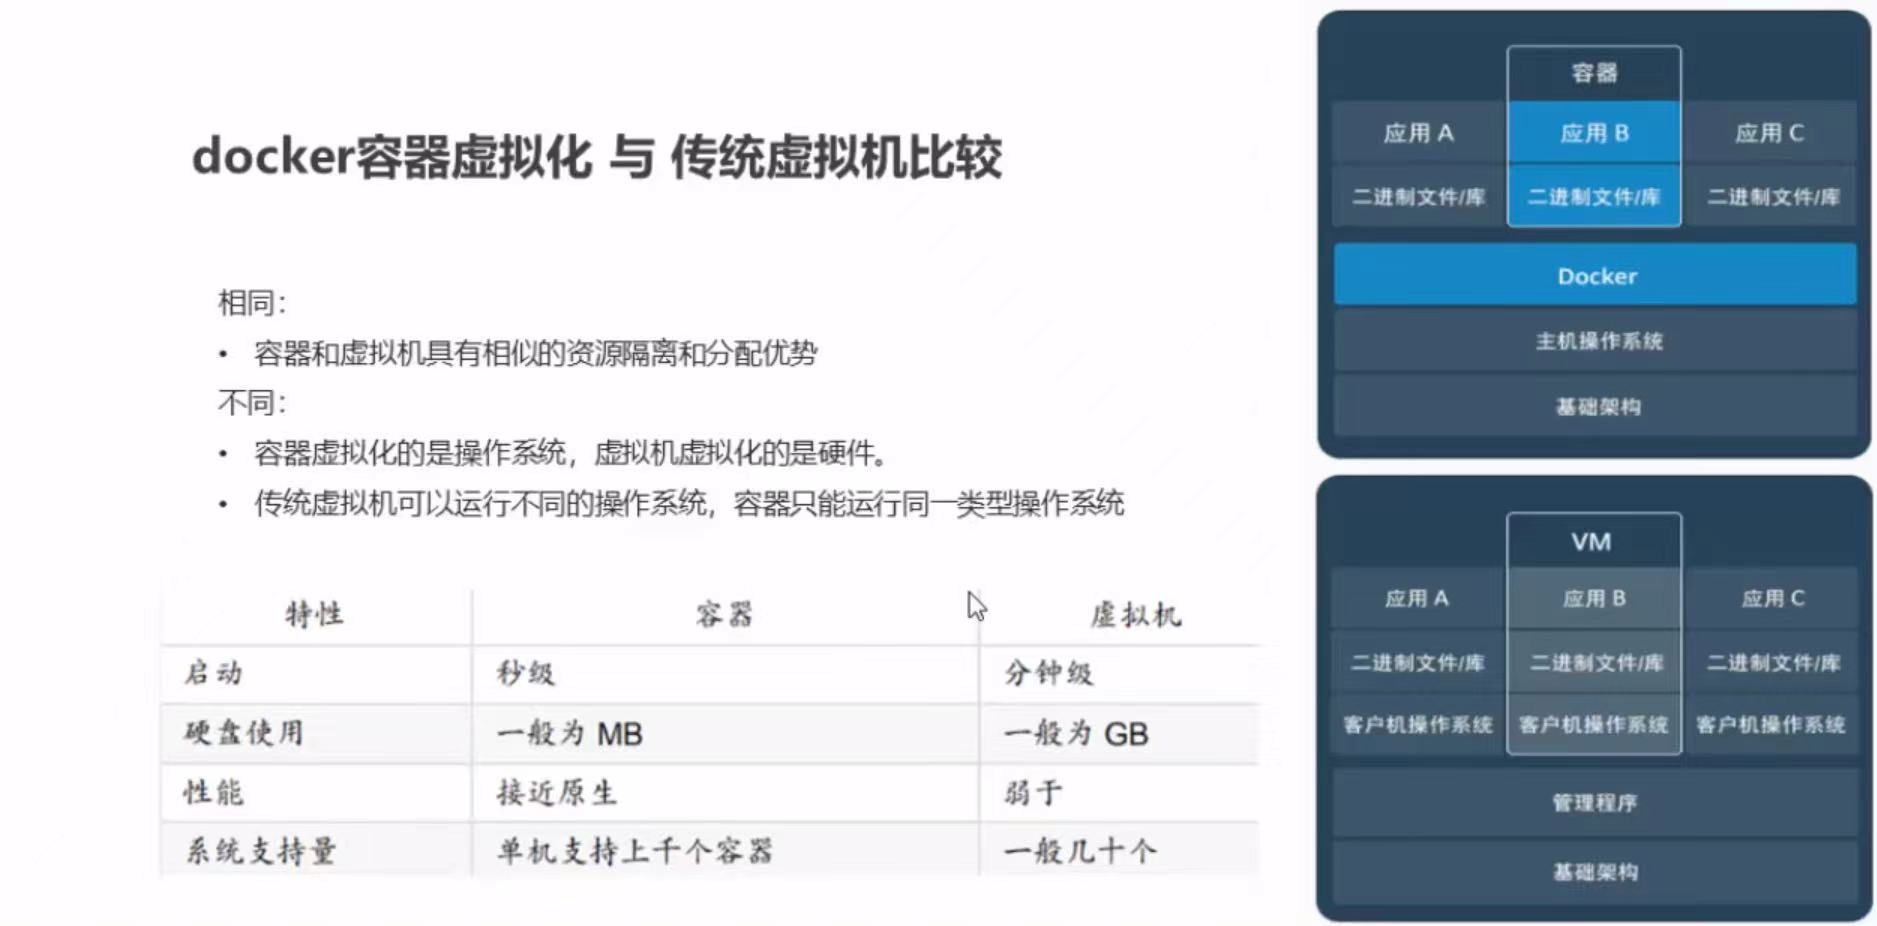 docker容器虚拟化 与 传统虚拟机比较
相同：
• 容器和虚拟机具有相似的资源隔离和分配优势
不同：
• 容器虚拟化的是操作系统，虚拟机虚拟化的是硬件。
• 传统虚拟机可以运行不同的操作系统，容器只能运行同一类型操作系统
特性 容器 虚拟机
启动 秒级 分钟级
硬盘使用 一般为 MB 一般为 GB
性能 接近原生 弱于
系统支持量 单机支持上千个容器 一般几十个
容器
应用 A 应用 B 应用 C
二进制文件/库 二进制文件/库 二进制文件/库
Docker
主机操作系统
基础架构
VM
应用 A 应用 B 应用 C
二进制文件/库 二进制文件/库 二进制文件/库
客户机操作系统 客户机操作系统 客户机操作系统
管理程序
基础架构